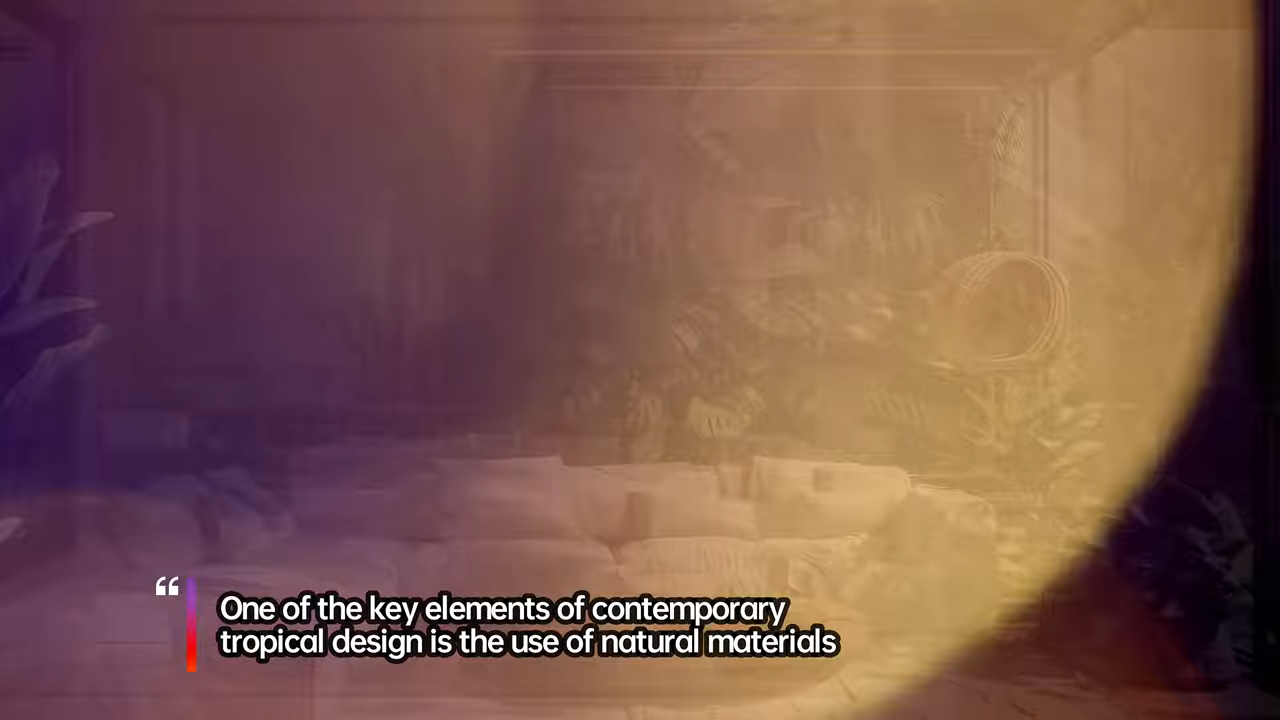 “ One of the key elements of contemporary
tropical design is the use of natural materials